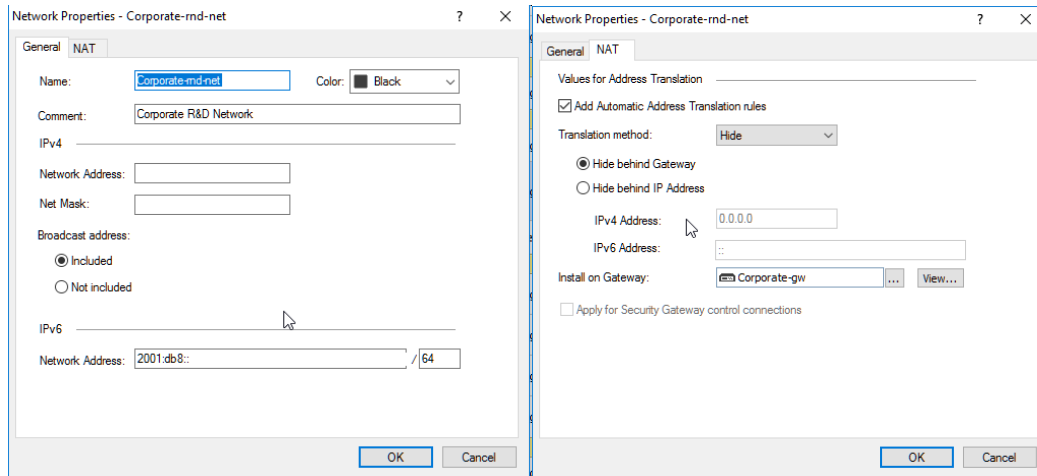 Network Properties - Corporate-rnd-net ? X
General NAT
Name: Corporate-rnd-net Color: Black
Comment: Corporate R&D Network
IPv4
Network Address:
Net Mask:
Broadcast address:
Included
Not included
IPv6
Network Address: 2001:db8:: / 64
OK Cancel
Network Properties - Corporate-rnd-net ? X
General NAT
Values for Address Translation
Add Automatic Address Translation rules
Translation method: Hide
Hide behind Gateway
Hide behind IP Address
IPv4 Address: 0.0.0.0
IPv6 Address: ::
Install on Gateway: Corporate-gw ... View...
Apply for Security Gateway control connections
OK Cancel